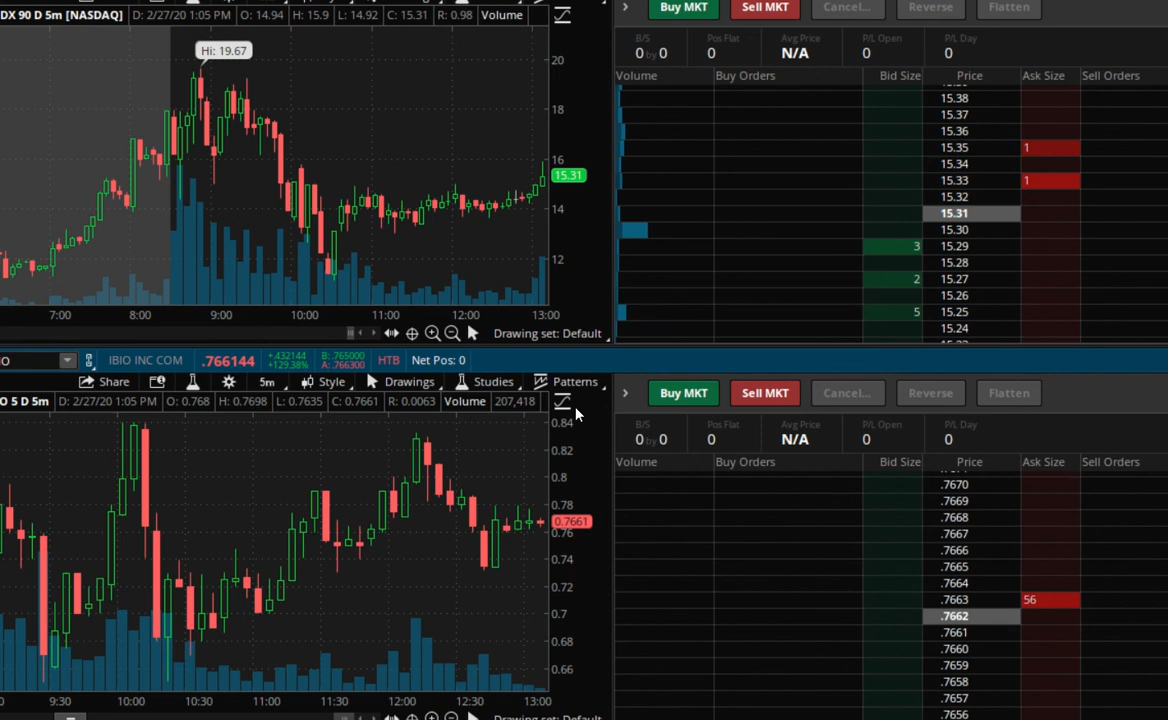 DX 90 D 5m [NASDAQ] D: 2/27/20 1:05 PM O: 14.94 H: 15.9 L: 14.92 C: 15.31 R: 0.98 Volume
Hi: 19.67
20
18
16
15.31
14
12
7:00 8:00 9:00 10:00 11:00 12:00 13:00
Drawing set: Default
Buy MKT Sell MKT Cancel... Reverse Flatten
B/S Pos Flat Avg Price P/L Open P/L Day
0 by 0 0 N/A 0 0
Volume Buy Orders Bid Size Price Ask Size Sell Orders
15.38
15.37
15.36
15.35 1
15.34
15.33 1
15.32
15.31
15.30
3 15.29
15.28
2 15.27
15.26
5 15.25
15.24
IO IBIO INC COM .766144 +.432144 +129.38% B: .765000 A: .766300 HTB Net Pos: 0
Share 5m Style Drawings Studies Patterns
O 5 D 5m D: 2/27/20 1:05 PM O: 0.768 H: 0.7698 L: 0.7635 C: 0.7661 R: 0.0063 Volume 207,418
0.84
0.82
0.8
0.78
0.7661
0.76
0.74
0.72
0.7
0.68
0.66
9:30 10:00 10:30 11:00 11:30 12:00 12:30 13:00
Drawing set: Default
Buy MKT Sell MKT Cancel... Reverse Flatten
B/S Pos Flat Avg Price P/L Open P/L Day
0 by 0 0 N/A 0 0
Volume Buy Orders Bid Size Price Ask Size Sell Orders
.7670
.7669
.7668
.7667
.7666
.7665
.7664
.7663 56
.7662
.7661
.7660
.7659
.7658
.7657
.7656